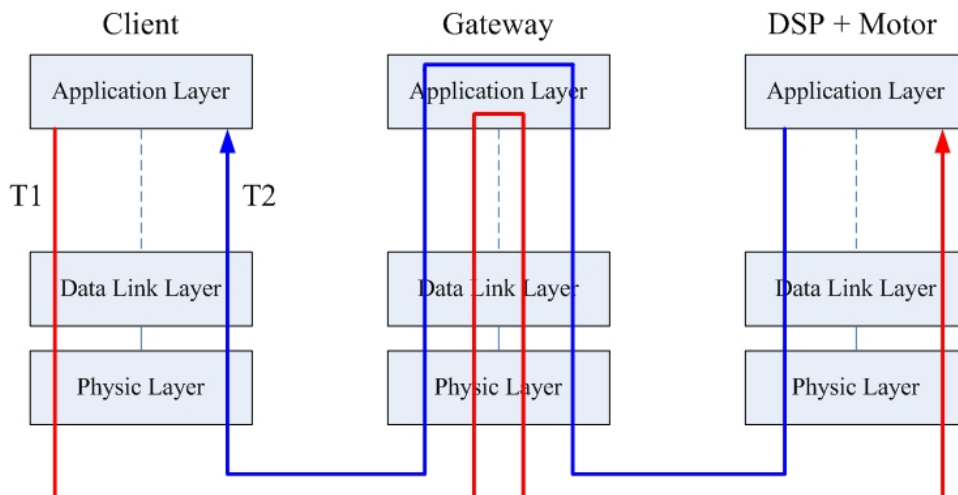 Client
Gateway
DSP + Motor
Application Layer
Application Layer
Application Layer
T1
T2
Data Link Layer
Data Link Layer
Data Link Layer
Physic Layer
Physic Layer
Physic Layer